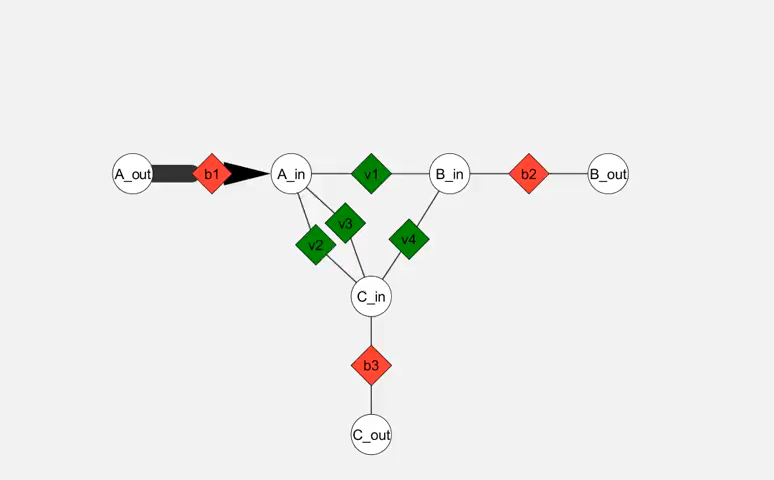 A_out
b1
A_in
v1
B_in
b2
B_out
v3
v2
v4
C_in
b3
C_out